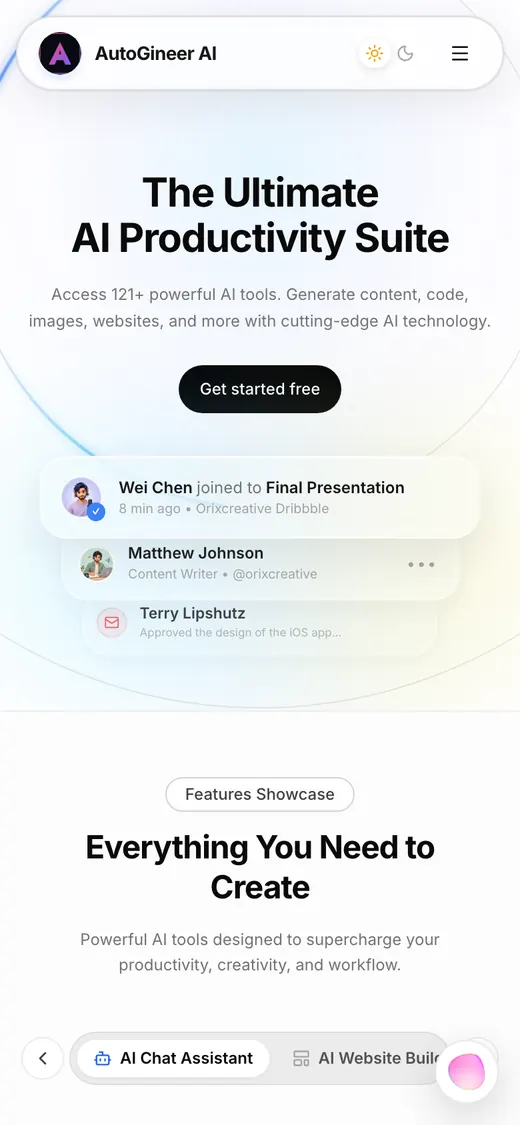 AutoGineer AI
The Ultimate
AI Productivity Suite
Access 121+ powerful AI tools. Generate content, code,
images, websites, and more with cutting-edge AI technology.
Get started free
Wei Chen joined to Final Presentation
8 min ago • Orixcreative Dribbble
Matthew Johnson
Content Writer • @orixcreative
Terry Lipshutz
Approved the design of the iOS app...
Features Showcase
Everything You Need to
Create
Powerful AI tools designed to supercharge your
productivity, creativity, and workflow.
AI Chat Assistant
AI Website